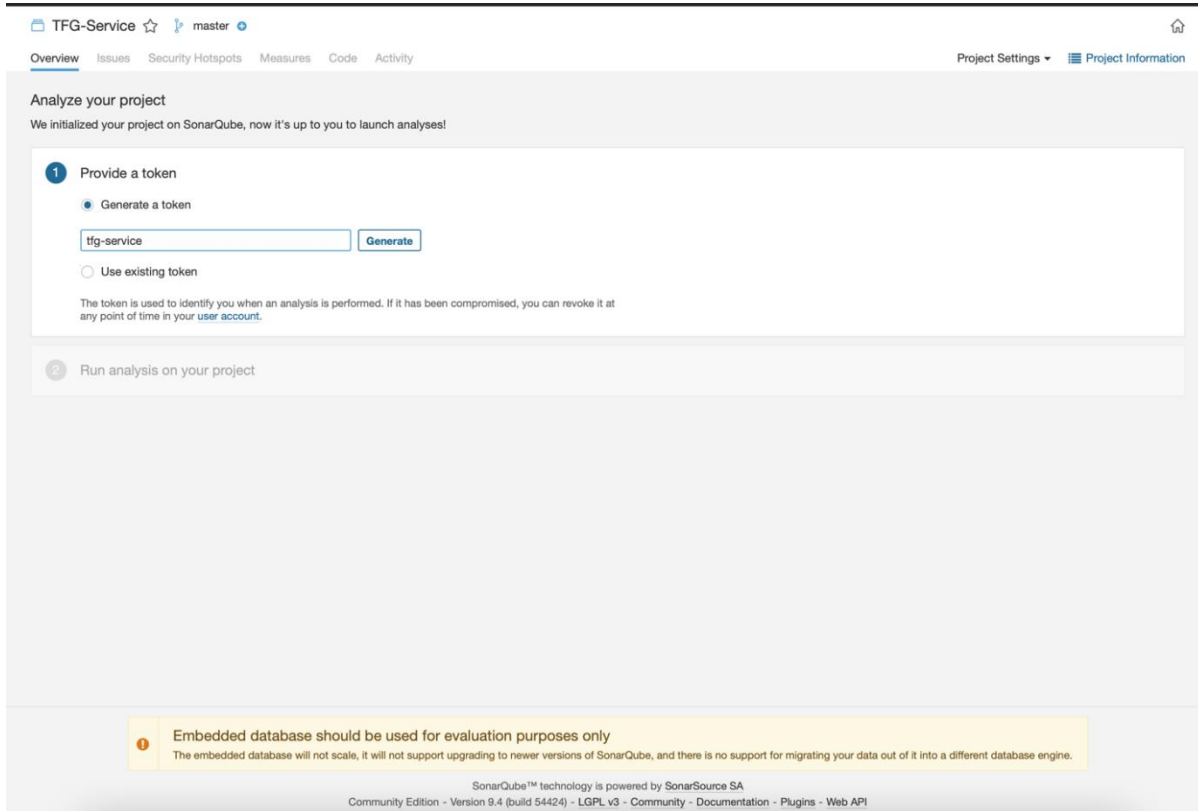 TFG-Service master
Overview Issues Security Hotspots Measures Code Activity Project Settings Project Information
Analyze your project
We initialized your project on SonarQube, now it's up to you to launch analyses!
1 Provide a token
Generate a token
tfg-service Generate
Use existing token
The token is used to identify you when an analysis is performed. If it has been compromised, you can revoke it at
any point of time in your user account.
2 Run analysis on your project
Embedded database should be used for evaluation purposes only
The embedded database will not scale, it will not support upgrading to newer versions of SonarQube, and there is no support for migrating your data out of it into a different database engine.
SonarQube™ technology is powered by SonarSource SA
Community Edition - Version 9.4 (build 54424) - LGPL v3 - Community - Documentation - Plugins - Web API